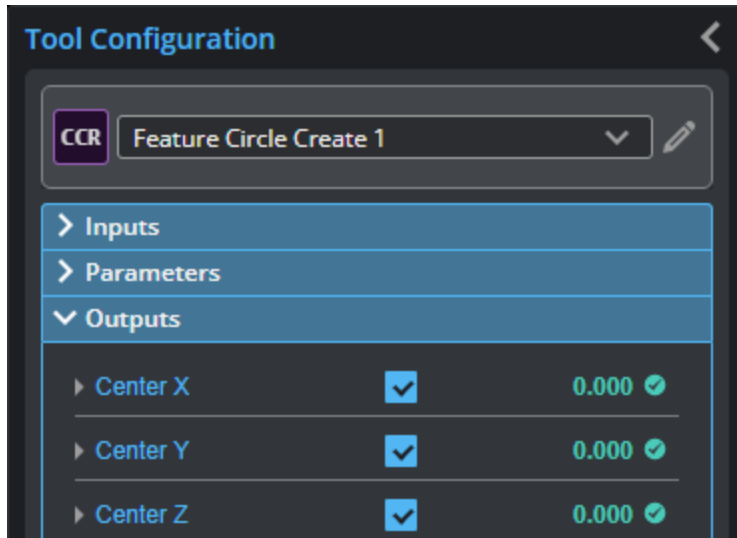 Tool Configuration
CCR Feature Circle Create 1
Inputs
Parameters
Outputs
Center X 0.000
Center Y 0.000
Center Z 0.000